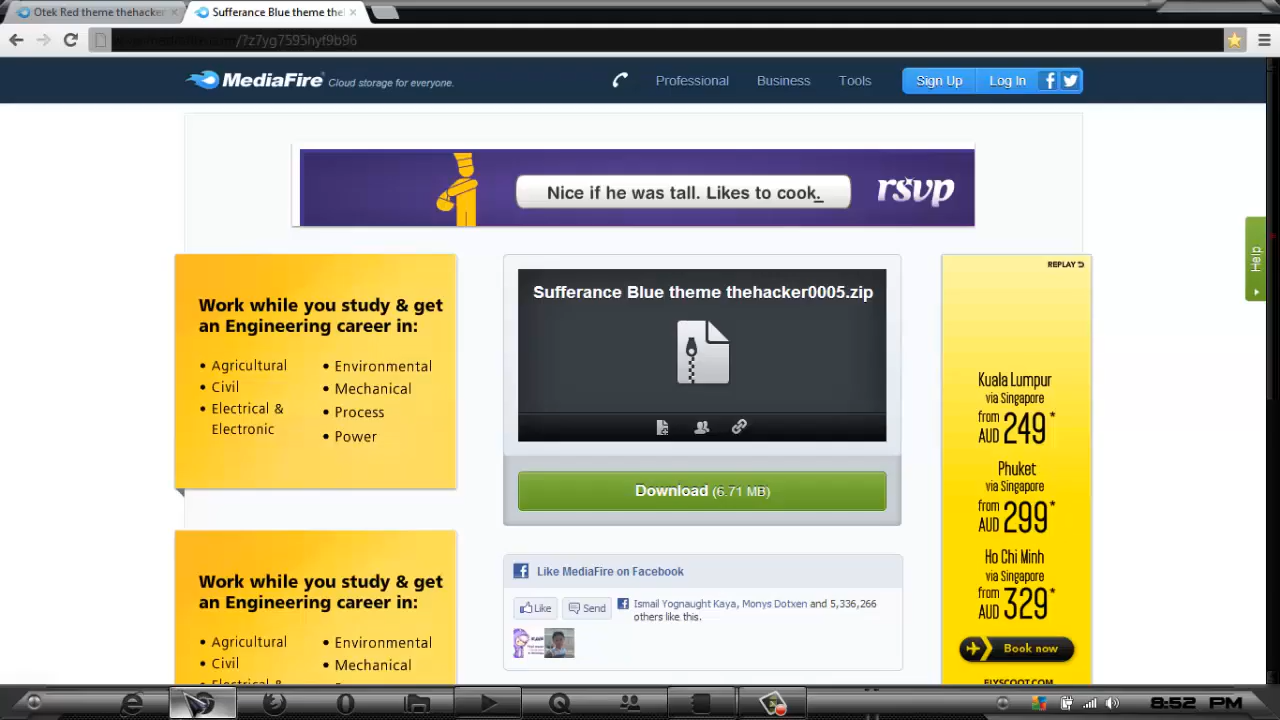 Otek Red theme thehacker
Sufferance Blue theme the
/?z7yg7595hyf9b96
MediaFire Cloud storage for everyone.
Professional
Business
Tools
Sign Up
Log In
Nice if he was tall. Likes to cook.
rsvp
Help
Work while you study & get
an Engineering career in:
• Agricultural
• Civil
• Electrical &
Electronic
• Environmental
• Mechanical
• Process
• Power
Sufferance Blue theme thehacker0005.zip
Download (6.71 MB)
REPLAY
Kuala Lumpur
via Singapore
from
AUD 249*
Phuket
via Singapore
from
AUD 299*
Ho Chi Minh
via Singapore
from
AUD 329*
Book now
FLYSCOOT.COM
Like MediaFire on Facebook
Like
Send
Ismail Yognaught Kaya, Monys Dotxen and 5,336,266
others like this.
Work while you study & get
an Engineering career in:
• Agricultural
• Civil
• Electrical &
• Environmental
• Mechanical
8:52 PM